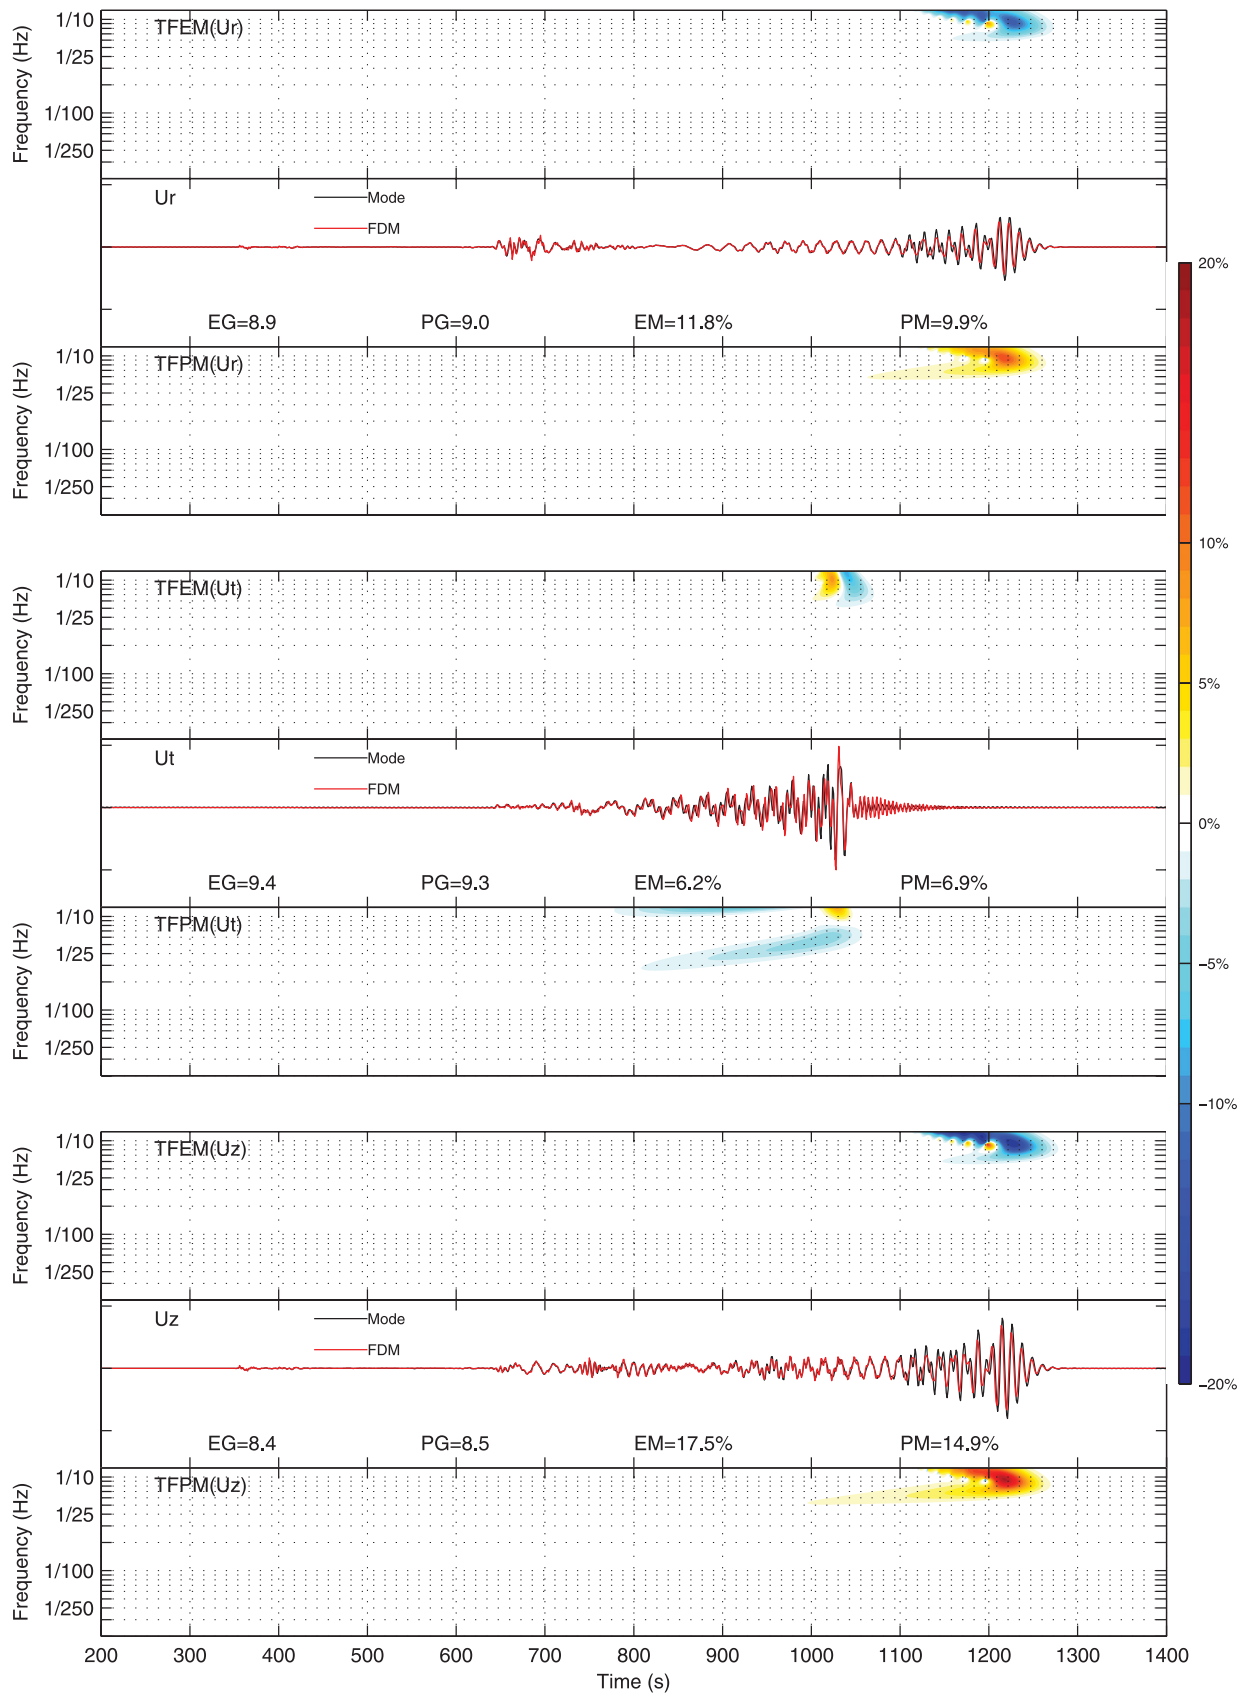 TFEM(Ur)
1/10
1/25
1/100
1/250
Frequency (Hz)
Ur
Mode
FDM
EG=8.9 PG=9.0 EM=11.8% PM=9.9%
TFPM(Ur)
1/10
1/25
1/100
1/250
Frequency (Hz)
TFEM(Ut)
1/10
1/25
1/100
1/250
Frequency (Hz)
Ut
Mode
FDM
EG=9.4 PG=9.3 EM=6.2% PM=6.9%
TFPM(Ut)
1/10
1/25
1/100
1/250
Frequency (Hz)
TFEM(Uz)
1/10
1/25
1/100
1/250
Frequency (Hz)
Uz
Mode
FDM
EG=8.4 PG=8.5 EM=17.5% PM=14.9%
TFPM(Uz)
1/10
1/25
1/100
1/250
Frequency (Hz)
200 300 400 500 600 700 800 900 1000 1100 1200 1300 1400
Time (s)
20%
10%
5%
0%
−5%
−10%
−20%